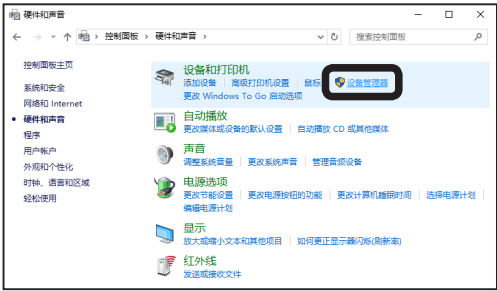 硬件和声音
控制面板 › 硬件和声音 ›
搜索控制面板
控制面板主页
系统和安全
网络和 Internet
硬件和声音
程序
用户帐户
外观和个性化
时钟、语言和区域
轻松使用
设备和打印机
添加设备 | 高级打印机设置 | 鼠标 设备管理器
更改 Windows To Go 启动选项
自动播放
更改媒体或设备的默认设置 | 自动播放 CD 或其他媒体
声音
调整系统音量 | 更改系统声音 | 管理音频设备
电源选项
更改节能设置 | 更改电源按钮的功能 | 更改计算机睡眠时间 | 选择电源计划
编辑电源计划
显示
放大或缩小文本和其他项目 | 如何更正显示器闪烁(刷新率)
红外线
发送或接收文件